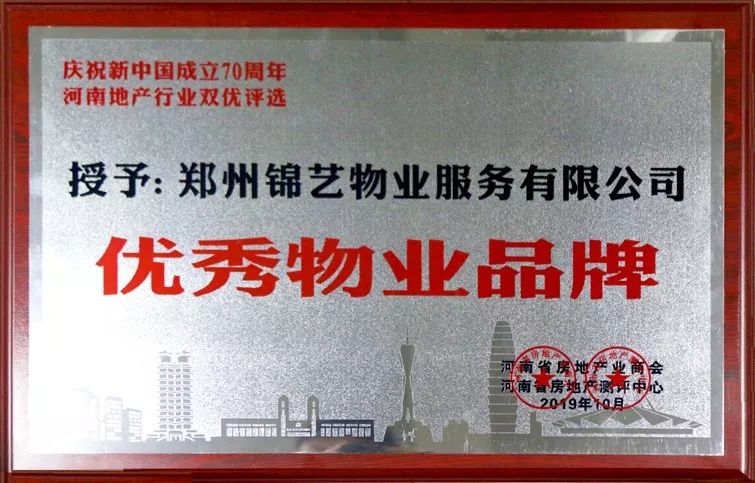 庆祝新中国成立70周年
河南地产行业双优评选
授予:郑州锦艺物业服务有限公司
优秀物业品牌
河南省房地产业商会
河南省房地产测评中心
2019年10月